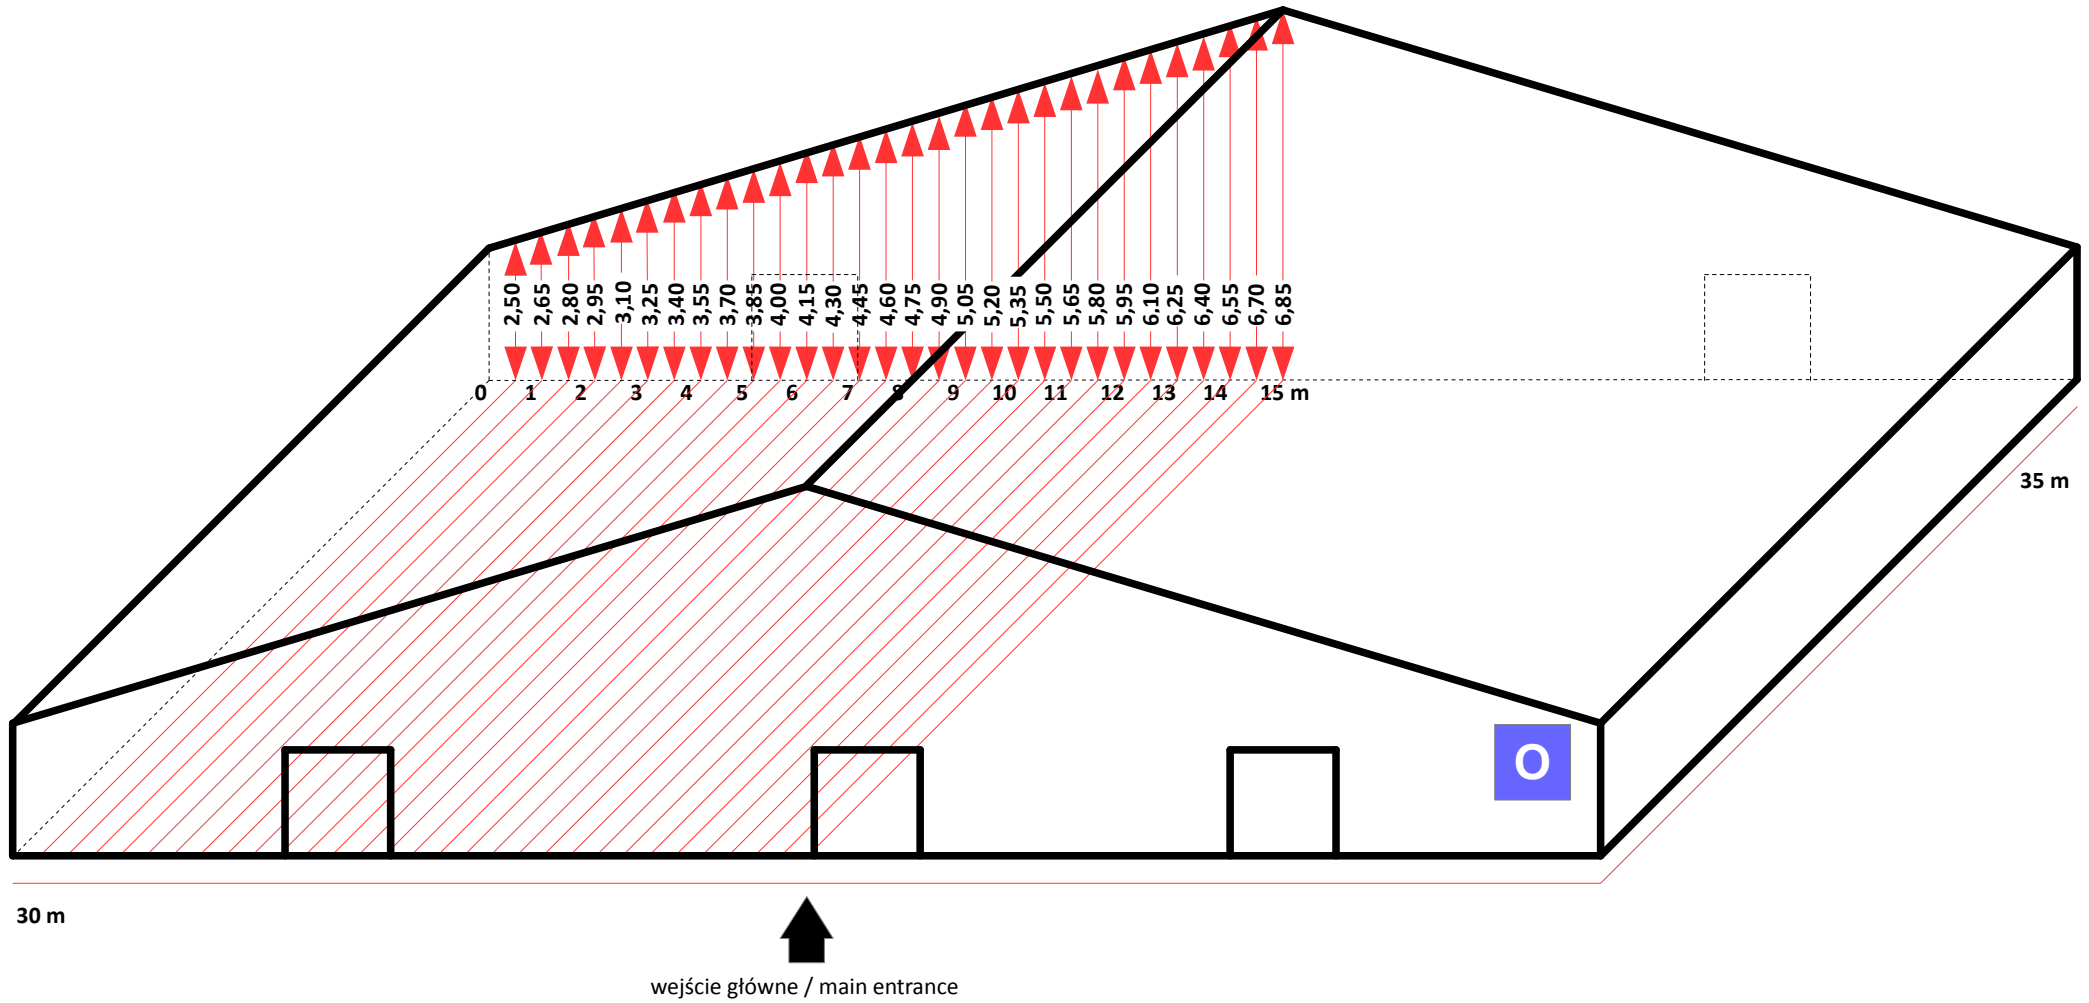 2,50 2,65 2,80 2,95 3,10 3,25 3,40 3,55 3,70 3,85 4,00 4,15 4,30 4,45 4,60 4,75 4,90 5,05 5,20 5,35 5,50 5,65 5,80 5,95 6,10 6,25 6,40 6,55 6,70 6,85
0 1 2 3 4 5 6 7 8 9 10 11 12 13 14 15 m
35 m
O
30 m
wejście główne / main entrance